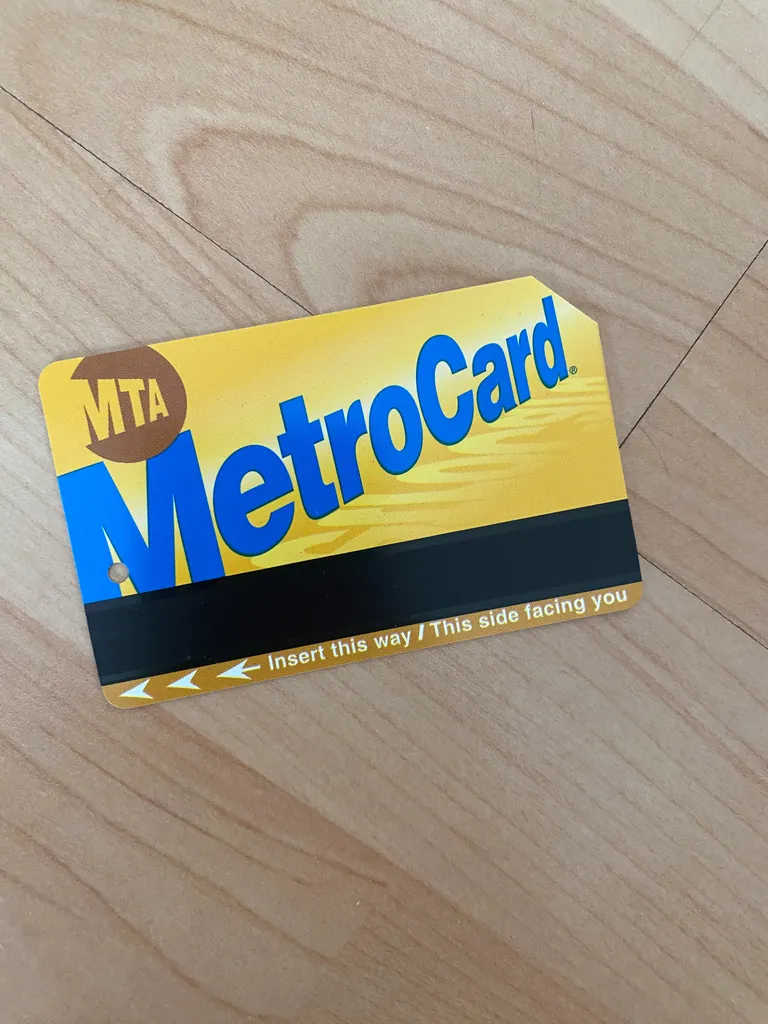 MTA
MetroCard®
Insert this way / This side facing you